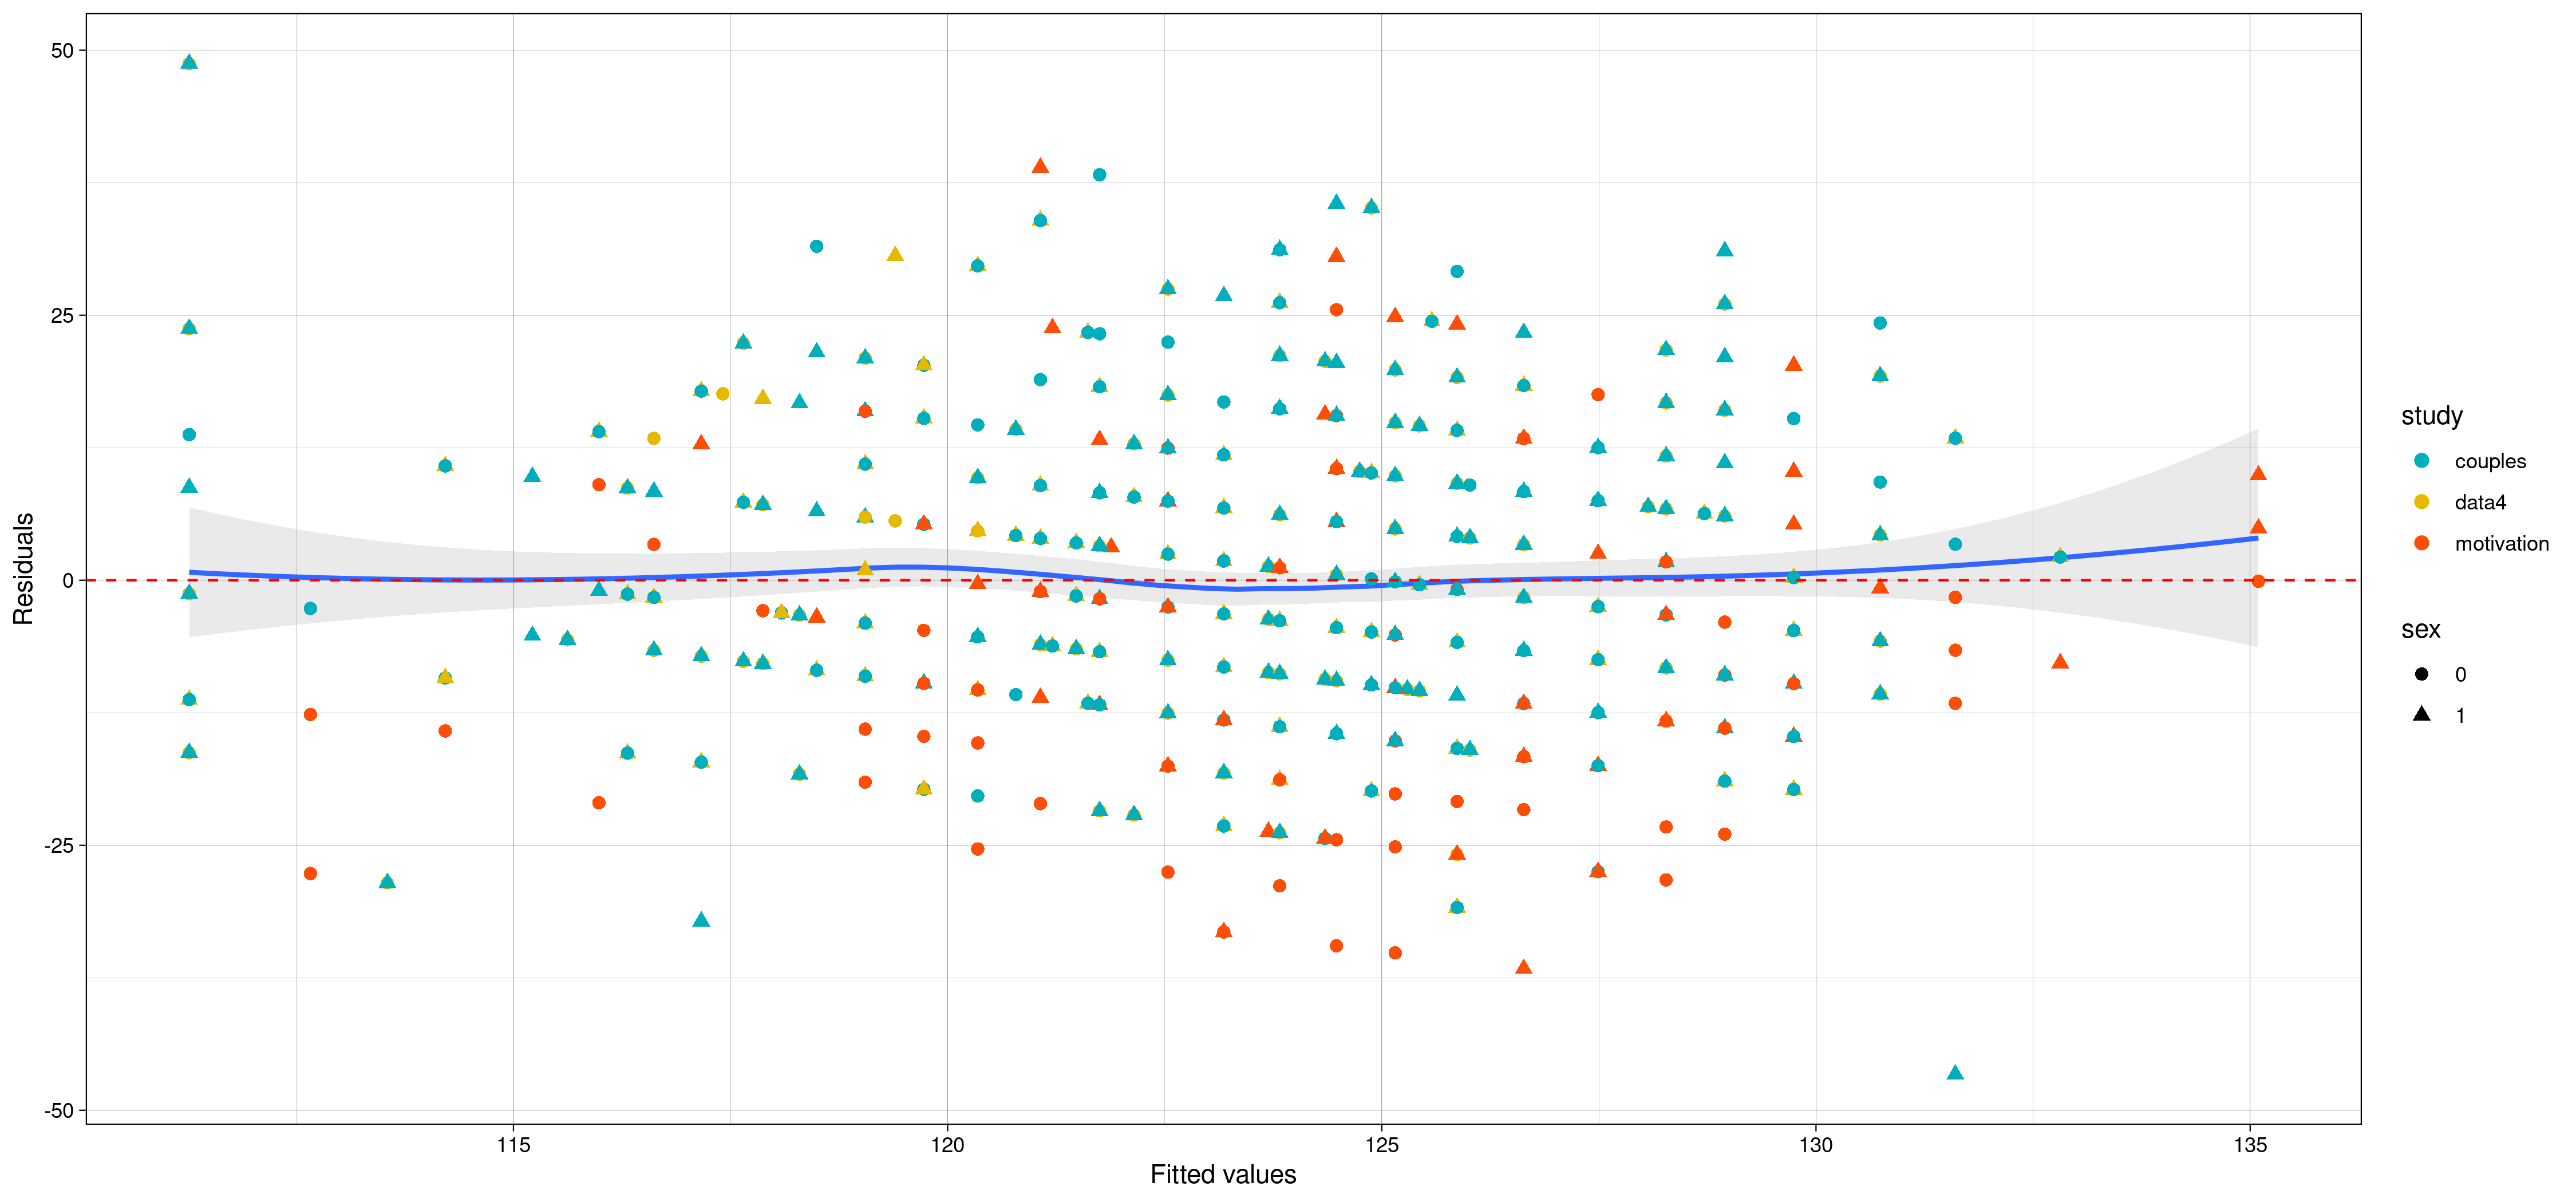 50
25
0
-25
-50
Residuals
115
120
125
130
135
Fitted values
study
couples
data4
motivation
sex
0
1